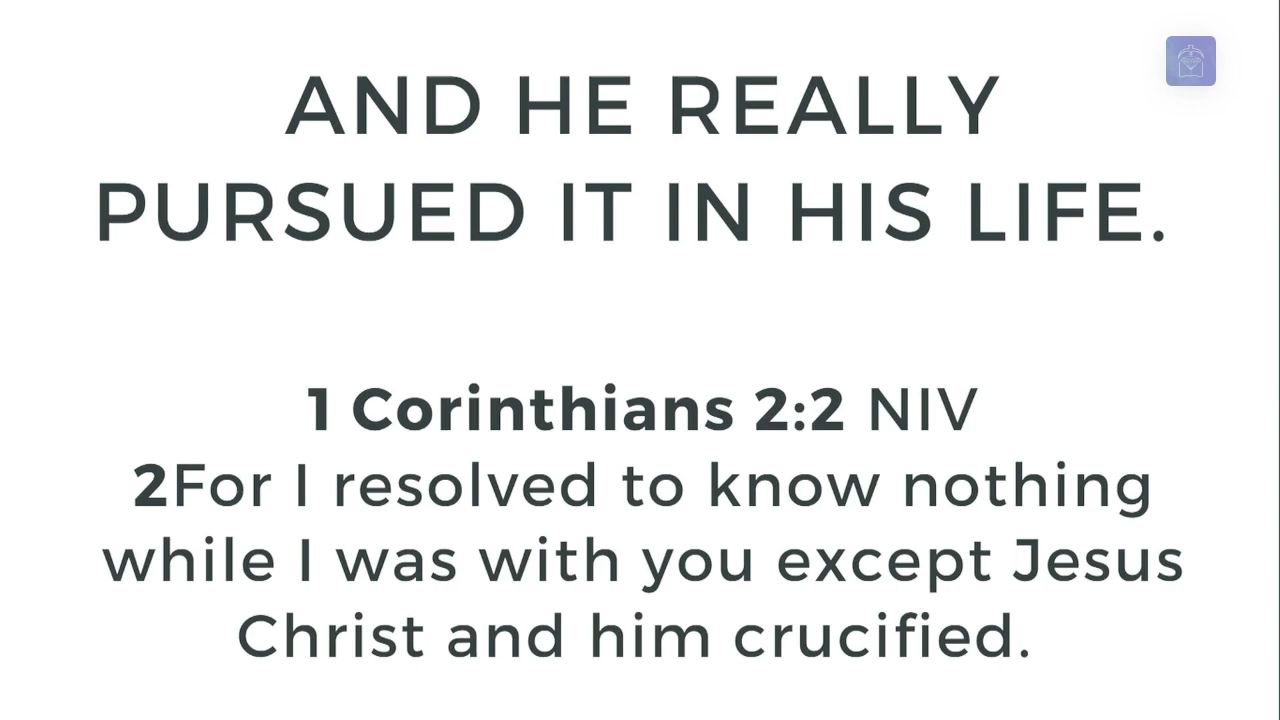 AND HE REALLY
PURSUED IT IN HIS LIFE.
1 Corinthians 2:2 NIV
2For I resolved to know nothing
while I was with you except Jesus
Christ and him crucified.